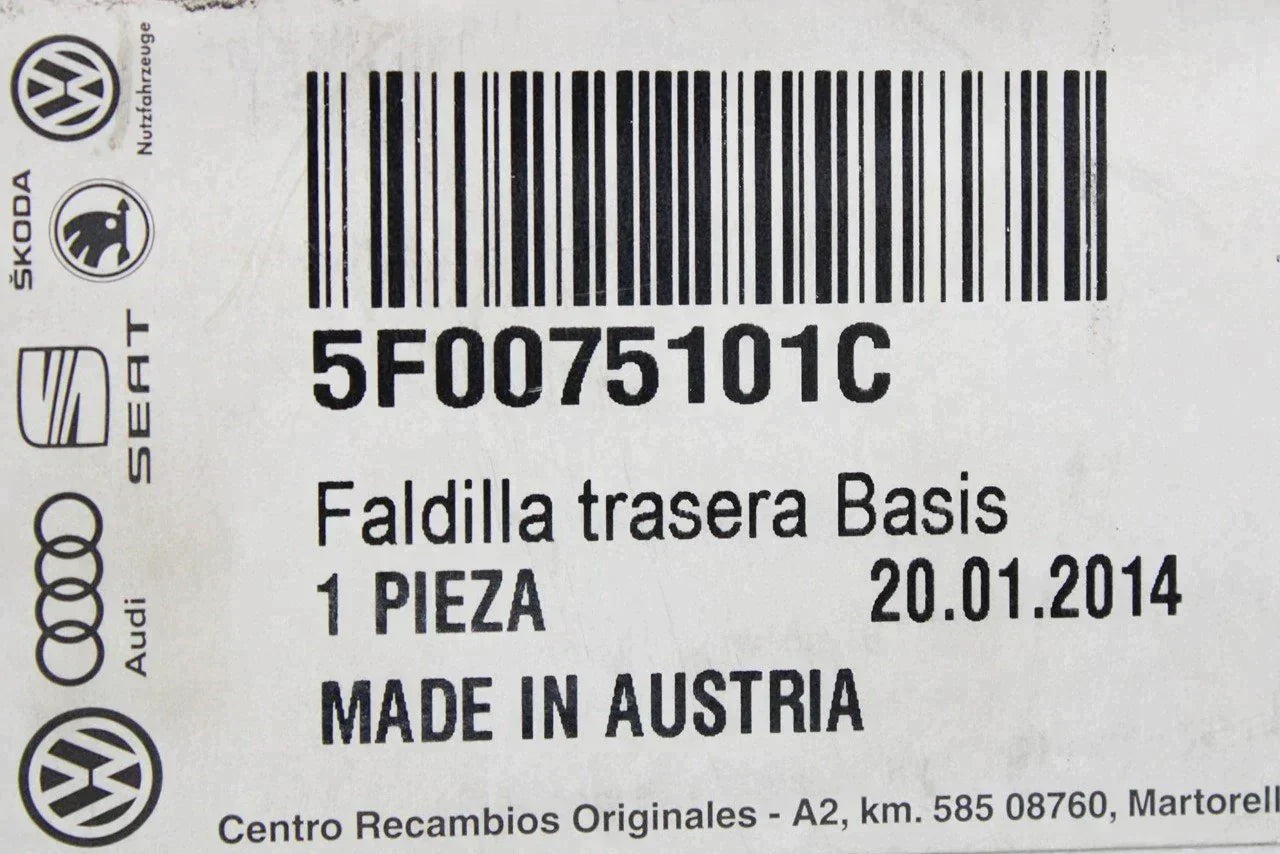 Nutzfahrzeuge
ŠKODA
SEAT
Audi
5F0075101C
Faldilla trasera Basis
1 PIEZA 20.01.2014
MADE IN AUSTRIA
Centro Recambios Originales - A2, km. 585 08760, Martorell